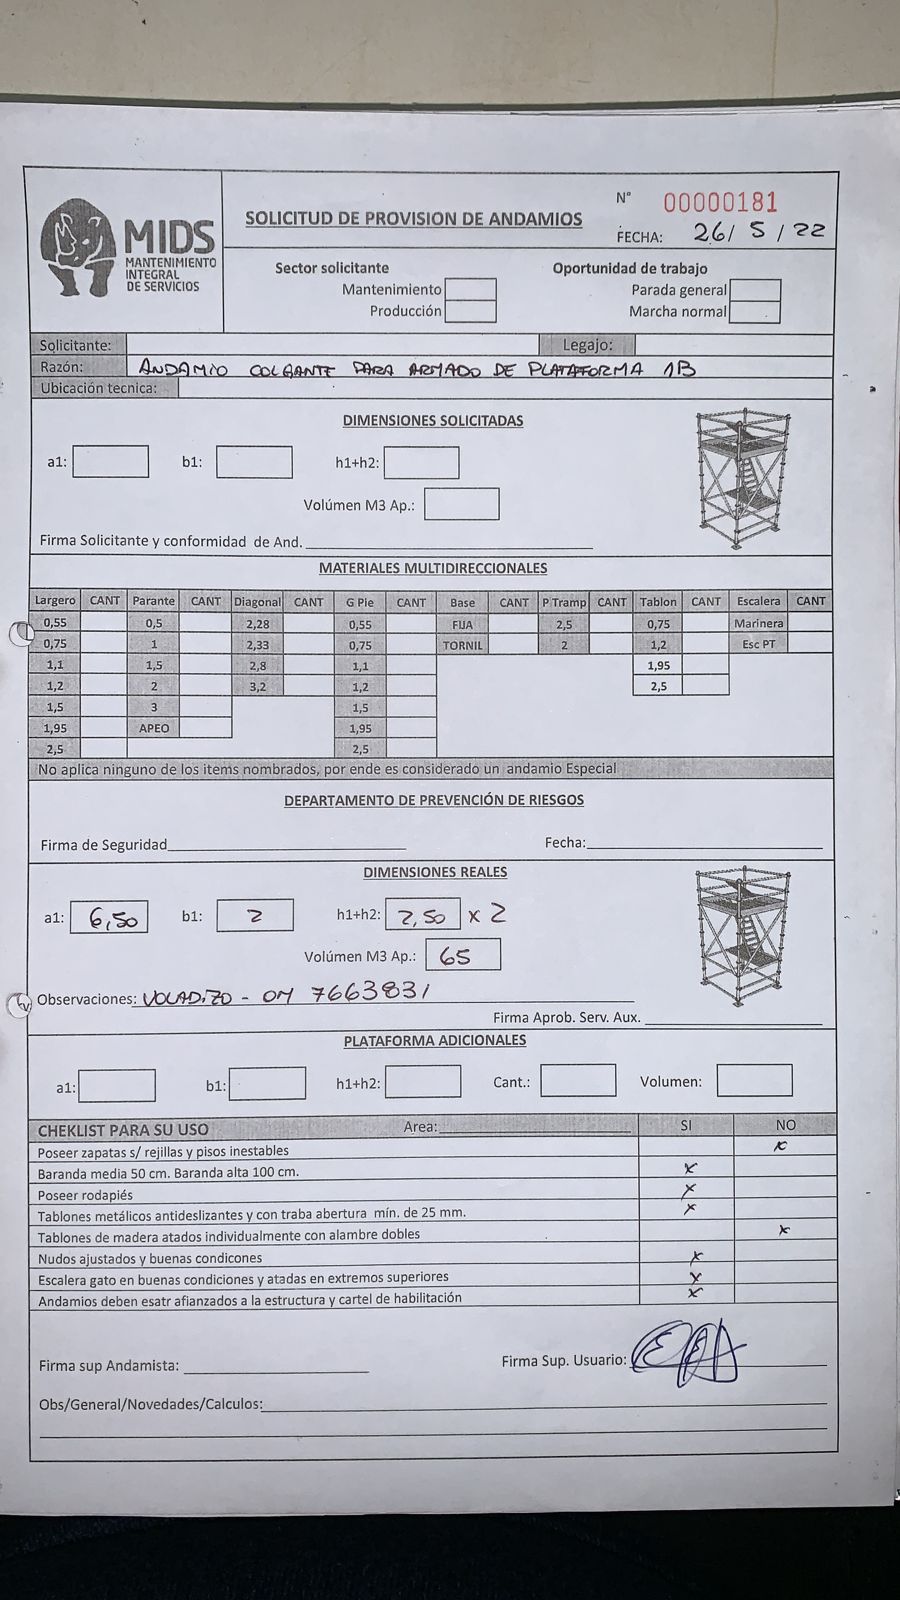 MIDS
MANTENIMIENTO
INTEGRAL
DE SERVICIOS
SOLICITUD DE PROVISION DE ANDAMIOS
N° 00000181
FECHA: 26/ 5 / 22
Sector solicitante
Mantenimiento
Producción
Oportunidad de trabajo
Parada general
Marcha normal
Solicitante: Legajo:
Razón: ANDAMIO COLGANTE PARA ARMADO DE PLATAFORMA 1B
Ubicación tecnica:
DIMENSIONES SOLICITADAS
a1: b1: h1+h2:
Volúmen M3 Ap.:
Firma Solicitante y conformidad de And.
MATERIALES MULTIDIRECCIONALES
Largero CANT Parante CANT Diagonal CANT G Pie CANT Base CANT P Tramp CANT Tablon CANT Escalera CANT
0,55 0,5 2,28 0,55 FIJA 2,5 0,75 Marinera
0,75 1 2,33 0,75 TORNIL 2 1,2 Esc PT
1,1 1,5 2,8 1,1 1,95
1,2 2 3,2 1,2 2,5
1,5 3 1,5
1,95 APEO 1,95
2,5 2,5
No aplica ninguno de los items nombrados, por ende es considerado un andamio Especial
DEPARTAMENTO DE PREVENCIÓN DE RIESGOS
Firma de Seguridad Fecha:
DIMENSIONES REALES
a1: 6,50 b1: 2 h1+h2: 2,50 x 2
Volúmen M3 Ap.: 65
Observaciones: VOLADIZO - OM 7663831
Firma Aprob. Serv. Aux.
PLATAFORMA ADICIONALES
a1: b1: h1+h2: Cant.: Volumen:
CHEKLIST PARA SU USO Area: SI NO
Poseer zapatas s/ rejillas y pisos inestables x
Baranda media 50 cm. Baranda alta 100 cm. x
Poseer rodapiés x
Tablones metálicos antideslizantes y con traba abertura mín. de 25 mm. x
Tablones de madera atados individualmente con alambre dobles x
Nudos ajustados y buenas condicones x
Escalera gato en buenas condiciones y atadas en extremos superiores x
Andamios deben esatr afianzados a la estructura y cartel de habilitación x
Firma sup Andamista: Firma Sup. Usuario:
Obs/General/Novedades/Calculos: